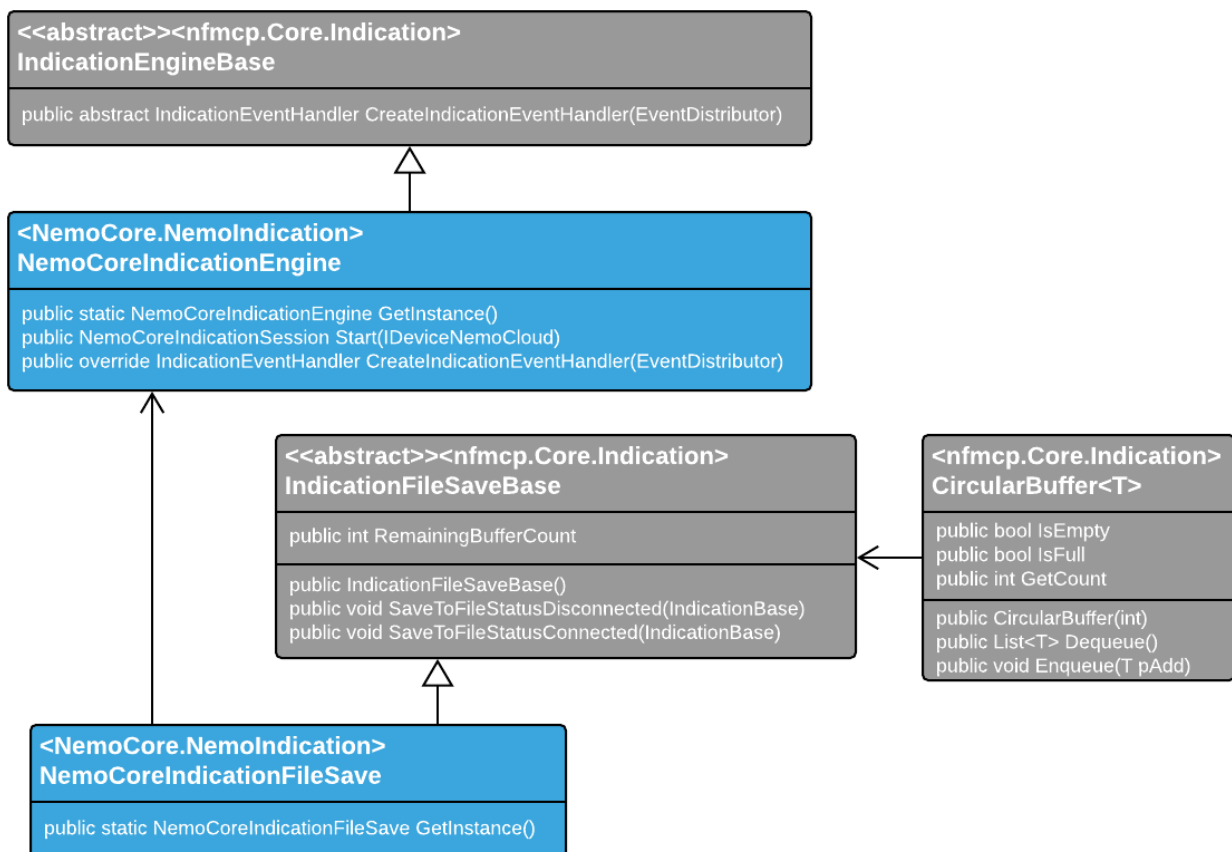 <<abstract>><nfmcp.Core.Indication>
IndicationEngineBase
public abstract IndicationEventHandler CreateIndicationEventHandler(EventDistributor)
<NemoCore.NemoIndication>
NemoCoreIndicationEngine
public static NemoCoreIndicationEngine GetInstance()
public NemoCoreIndicationSession Start(IDeviceNemoCloud)
public override IndicationEventHandler CreateIndicationEventHandler(EventDistributor)
<<abstract>><nfmcp.Core.Indication>
IndicationFileSaveBase
public int RemainingBufferCount
public IndicationFileSaveBase()
public void SaveToFileStatusDisconnected(IndicationBase)
public void SaveToFileStatusConnected(IndicationBase)
<nfmcp.Core.Indication>
CircularBuffer<T>
public bool IsEmpty
public bool IsFull
public int GetCount
public CircularBuffer(int)
public List<T> Dequeue()
public void Enqueue(T pAdd)
<NemoCore.NemoIndication>
NemoCoreIndicationFileSave
public static NemoCoreIndicationFileSave GetInstance()